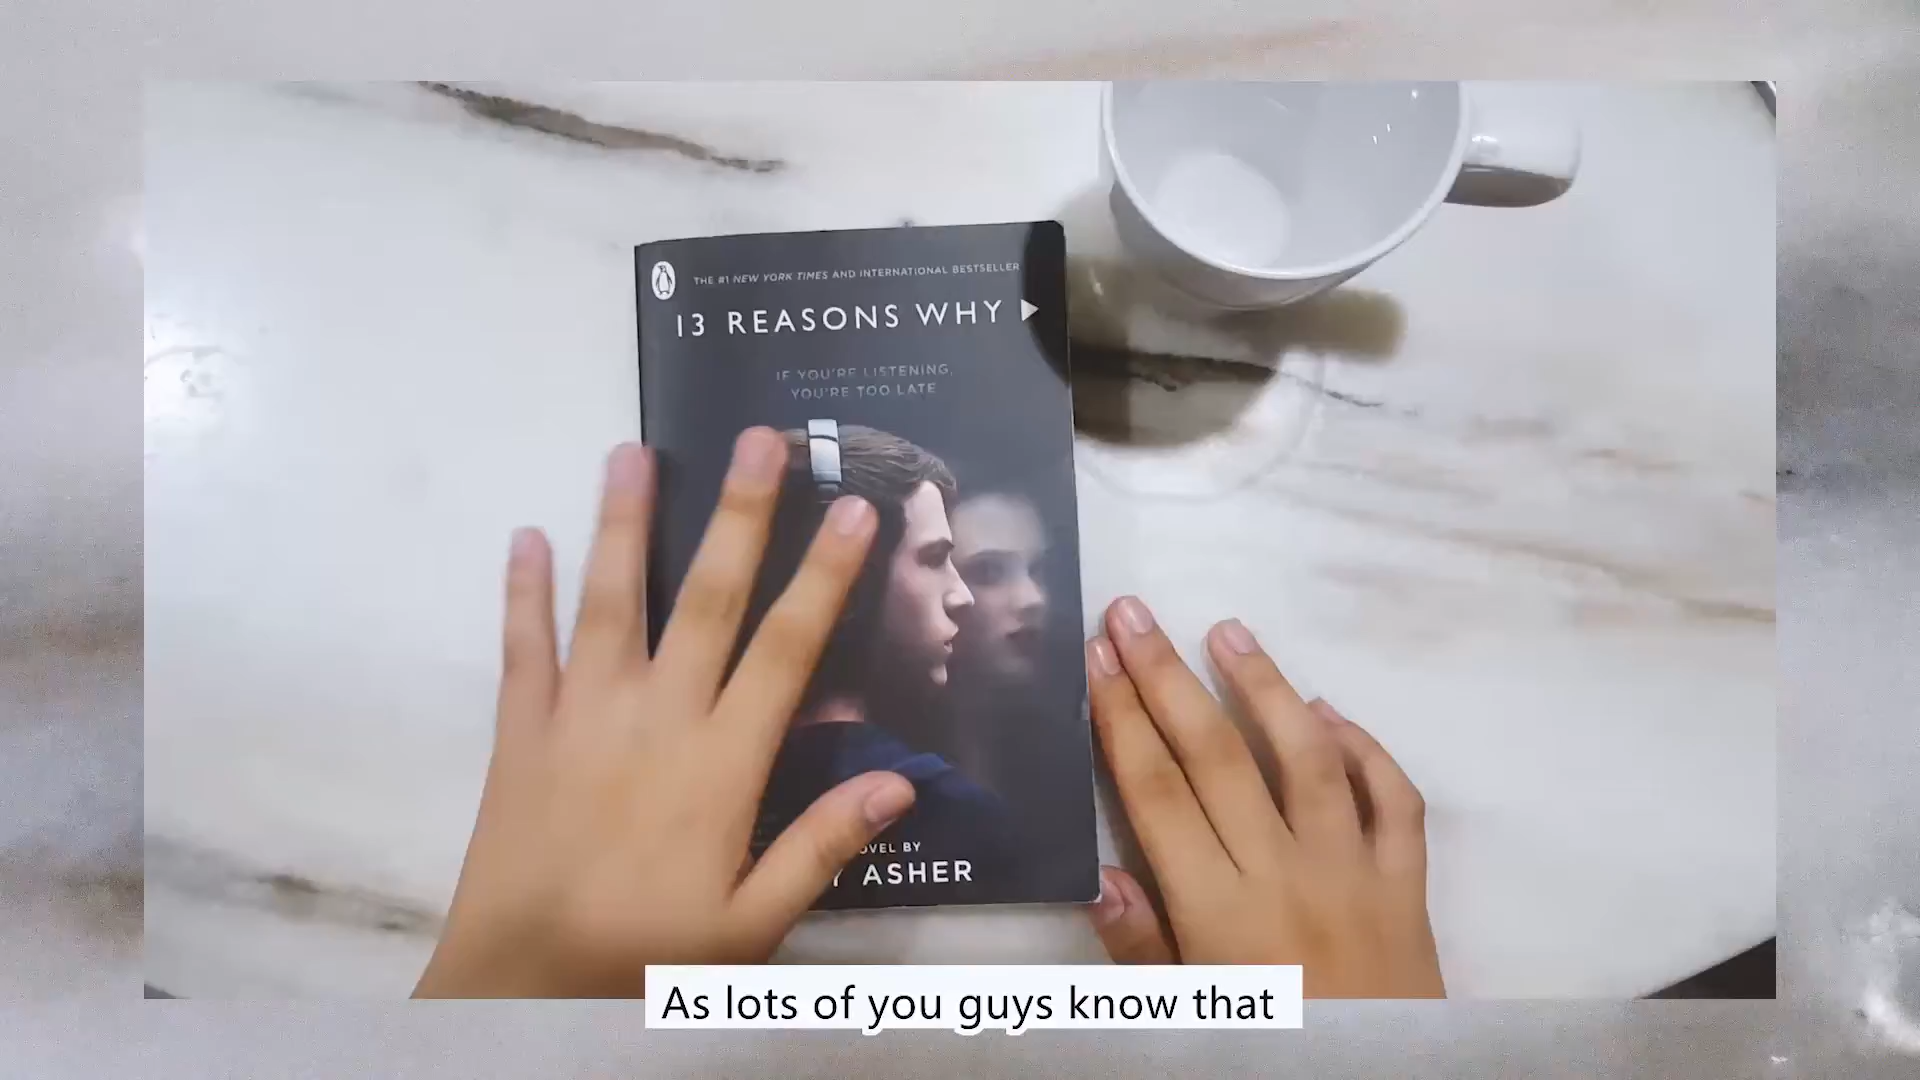 THE #1 NEW YORK TIMES AND INTERNATIONAL BESTSELLER
13 REASONS WHY
IF YOU'RE LISTENING,
YOU'RE TOO LATE
BY
ASHER
As lots of you guys know that